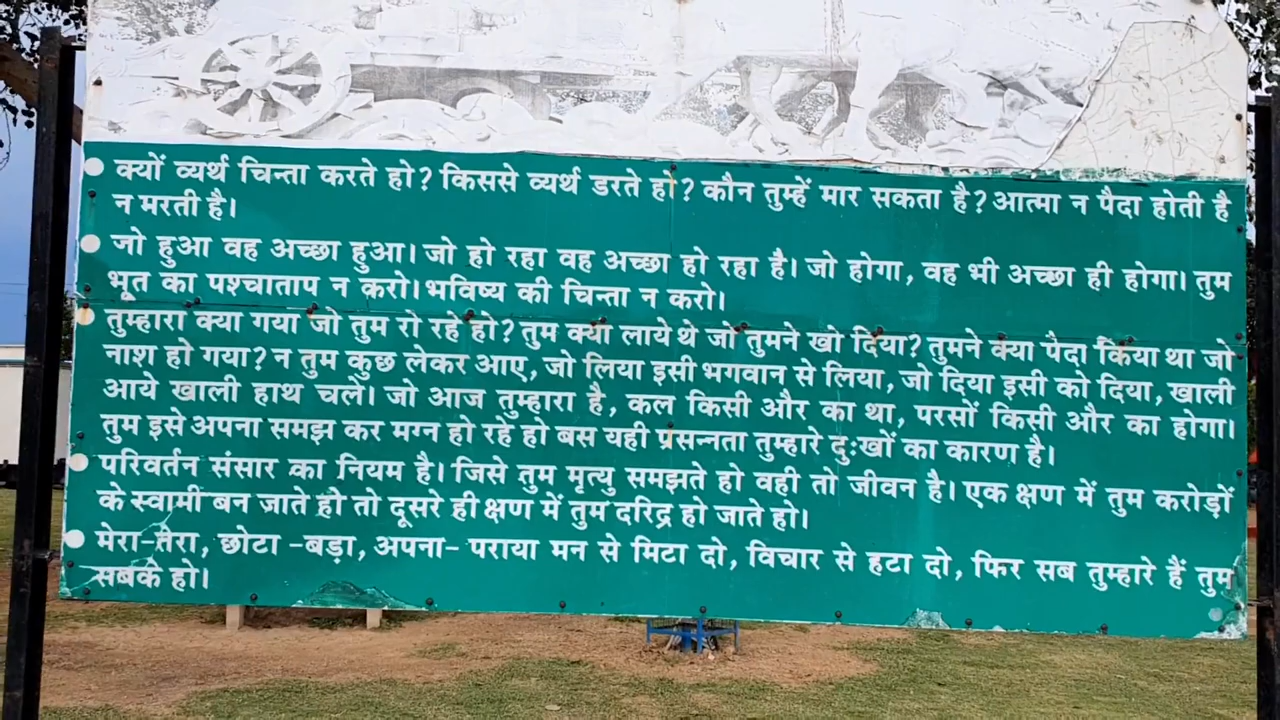 ● क्यों व्यर्थ चिन्ता करते हो? किससे व्यर्थ डरते हो? कौन तुम्हें मार सकता है? आत्मा न पैदा होती है
न मरती है।
● जो हुआ वह अच्छा हुआ। जो हो रहा वह अच्छा हो रहा है। जो होगा, वह भी अच्छा ही होगा। तुम
भूत का पश्चाताप न करो। भविष्य की चिन्ता न करो।
● तुम्हारा क्या गया जो तुम रो रहे हो? तुम क्या लाये थे जो तुमने खो दिया? तुमने क्या पैदा किया था जो
नाश हो गया? न तुम कुछ लेकर आए, जो लिया इसी भगवान से लिया, जो दिया इसी को दिया, खाली
आये खाली हाथ चले। जो आज तुम्हारा है, कल किसी और का था, परसों किसी और का होगा।
तुम इसे अपना समझ कर मग्न हो रहे हो बस यही प्रसन्नता तुम्हारे दुःखों का कारण है।
● परिवर्तन संसार का नियम है। जिसे तुम मृत्यु समझते हो वही तो जीवन है। एक क्षण में तुम करोड़ों
के स्वामी बन जाते हो तो दूसरे ही क्षण में तुम दरिद्र हो जाते हो।
● मेरा-तेरा, छोटा -बड़ा, अपना- पराया मन से मिटा दो, विचार से हटा दो, फिर सब तुम्हारे हैं तुम
सबके हो।